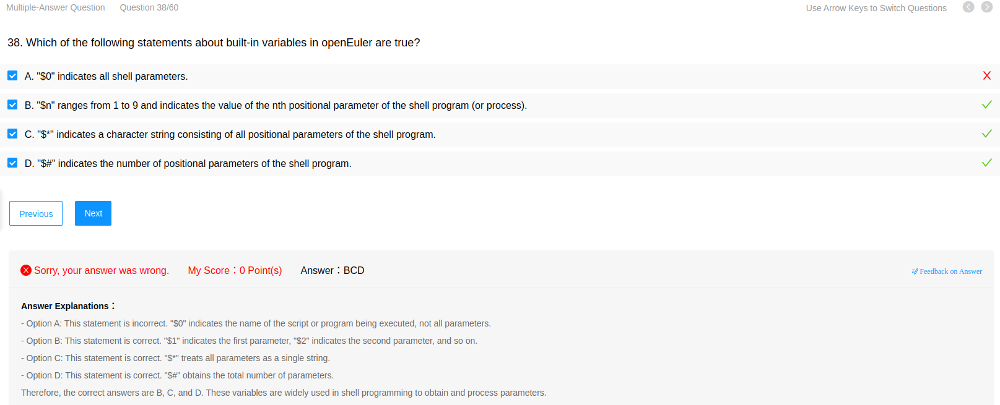 Multiple-Answer Question Question 38/60 Use Arrow Keys to Switch Questions
38. Which of the following statements about built-in variables in openEuler are true?
A. "$0" indicates all shell parameters.
B. "$n" ranges from 1 to 9 and indicates the value of the nth positional parameter of the shell program (or process).
C. "$*" indicates a character string consisting of all positional parameters of the shell program.
D. "$#" indicates the number of positional parameters of the shell program.
Previous Next
Sorry, your answer was wrong. My Score：0 Point(s) Answer：BCD Feedback on Answer
Answer Explanations：
- Option A: This statement is incorrect. "$0" indicates the name of the script or program being executed, not all parameters.
- Option B: This statement is correct. "$1" indicates the first parameter, "$2" indicates the second parameter, and so on.
- Option C: This statement is correct. "$*" treats all parameters as a single string.
- Option D: This statement is correct. "$#" obtains the total number of parameters.
Therefore, the correct answers are B, C, and D. These variables are widely used in shell programming to obtain and process parameters.